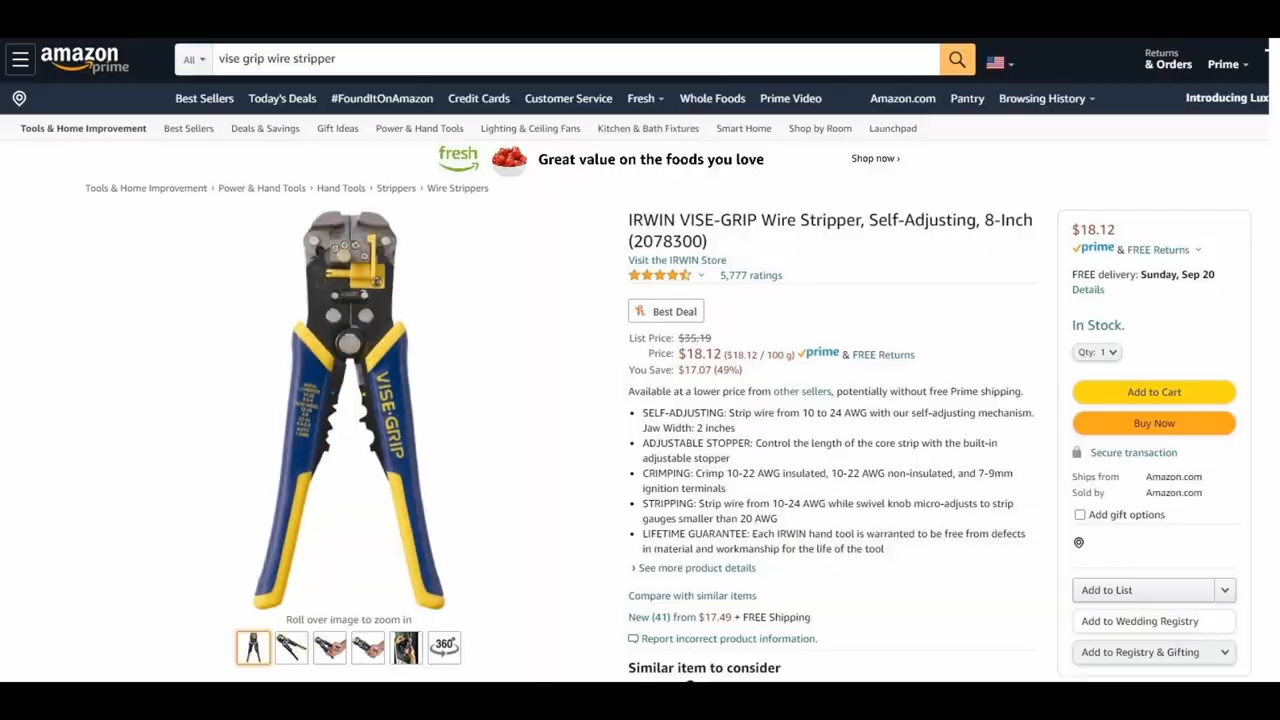 amazon
prime
All
vise grip wire stripper
Returns
& Orders
Prime
Best Sellers
Today's Deals
#FoundItOnAmazon
Credit Cards
Customer Service
Fresh
Whole Foods
Prime Video
Amazon.com
Pantry
Browsing History
Introducing Lux
Tools & Home Improvement
Best Sellers
Deals & Savings
Gift Ideas
Power & Hand Tools
Lighting & Ceiling Fans
Kitchen & Bath Fixtures
Smart Home
Shop by Room
Launchpad
fresh
Great value on the foods you love
Shop now ›
Tools & Home Improvement › Power & Hand Tools › Hand Tools › Strippers › Wire Strippers
VISE-GRIP
Roll over image to zoom in
360°
IRWIN VISE-GRIP Wire Stripper, Self-Adjusting, 8-Inch
(2078300)
Visit the IRWIN Store
5,777 ratings
Best Deal
List Price: $35.19
Price: $18.12 ($18.12 / 100 g) prime & FREE Returns
You Save: $17.07 (49%)
Available at a lower price from other sellers, potentially without free Prime shipping.
• SELF-ADJUSTING: Strip wire from 10 to 24 AWG with our self-adjusting mechanism.
Jaw Width: 2 inches
• ADJUSTABLE STOPPER: Control the length of the core strip with the built-in
adjustable stopper
• CRIMPING: Crimp 10-22 AWG insulated, 10-22 AWG non-insulated, and 7-9mm
ignition terminals
• STRIPPING: Strip wire from 10-24 AWG while swivel knob micro-adjusts to strip
gauges smaller than 20 AWG
• LIFETIME GUARANTEE: Each IRWIN hand tool is warranted to be free from defects
in material and workmanship for the life of the tool
› See more product details
Compare with similar items
New (41) from $17.49 + FREE Shipping
Report incorrect product information.
Similar item to consider
$18.12
prime & FREE Returns
FREE delivery: Sunday, Sep 20
Details
In Stock.
Qty: 1
Add to Cart
Buy Now
Secure transaction
Ships from Amazon.com
Sold by Amazon.com
Add gift options
Add to List
Add to Wedding Registry
Add to Registry & Gifting